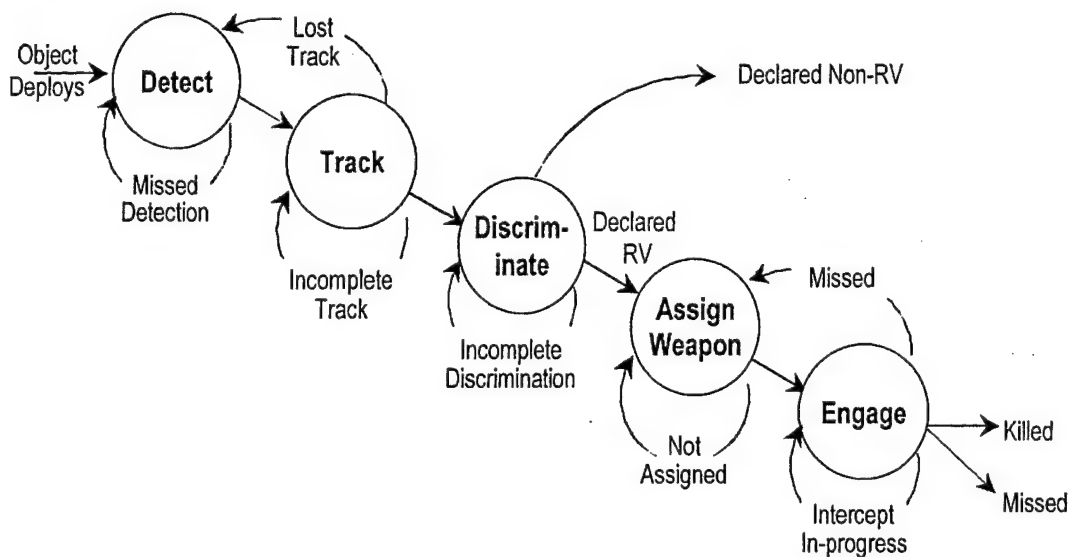 Lost
Track
Object
Deploys
Detect
Declared Non-RV
Track
Missed
Detection
Discrim-
inate
Declared
RV
Incomplete
Track
Missed
Assign
Weapon
Incomplete
Discrimination
Engage
Not
Assigned
Killed
Missed
Intercept
In-progress